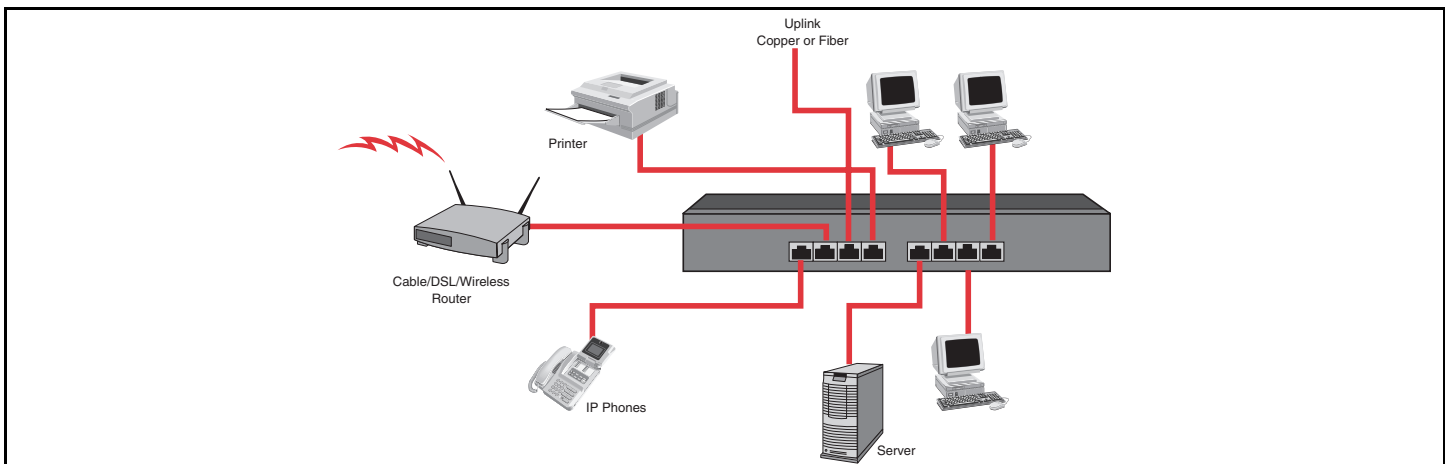 Uplink
Copper or Fiber
Printer
Cable/DSL/Wireless
Router
IP Phones
Server